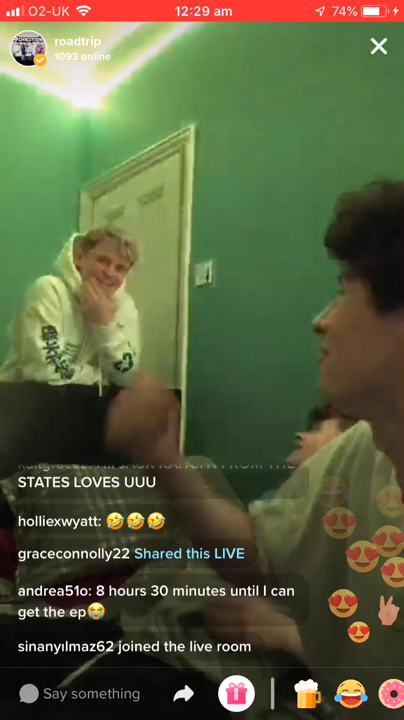 O2-UK
12:29 am
74%
roadtrip
1093 online
STATES LOVES UUU
holliexwyatt: 🤣🤣🤣
graceconnolly22 Shared this LIVE
andrea51o: 8 hours 30 minutes until I can
get the ep😭
sinanyılmaz62 joined the live room
Say something